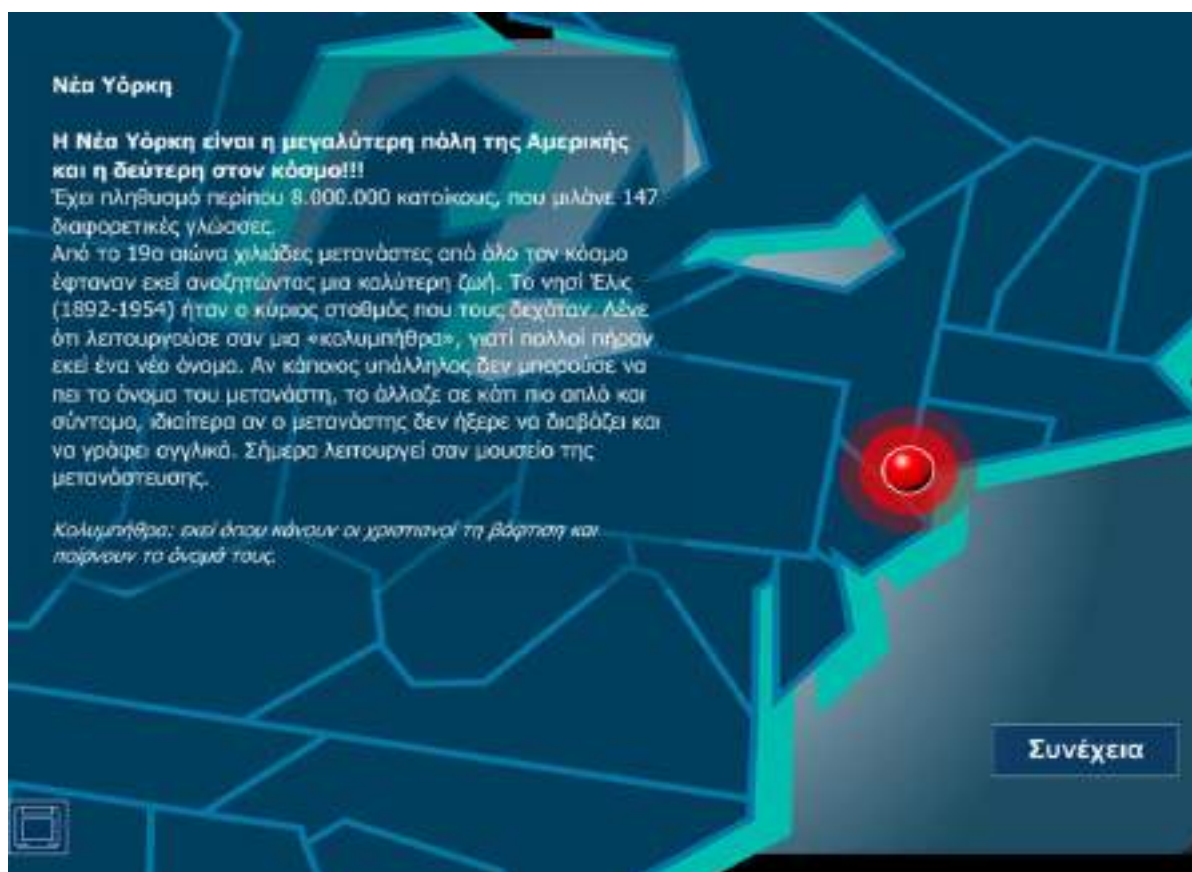 Νέα Υόρκη
Η Νέα Υόρκη είναι η μεγαλύτερη πόλη της Αμερικής
και η δεύτερη στον κόσμο!!!
Έχει πληθυσμό περίπου 8.000.000 κατοίκους, που μιλάνε 147
διαφορετικές γλώσσες.
Από το 19ο αιώνα χιλιάδες μετανάστες από όλο τον κόσμο
έφταναν εκεί αναζητώντας μια καλύτερη ζωή. Το νησί Έλις
(1892-1954) ήταν ο κύριος σταθμός που τους δεχόταν. Λένε
ότι λειτουργούσε σαν μια «κολυμπήθρα», γιατί πολλοί πήραν
εκεί ένα νέο όνομα. Αν κάποιος υπάλληλος δεν μπορούσε να
πει το όνομα του μετανάστη, το άλλαζε σε κάτι πιο απλό και
σύντομο, ιδιαίτερα αν ο μετανάστης δεν ήξερε να διαβάζει και
να γράφει αγγλικά. Σήμερα λειτουργεί σαν μουσείο της
μετανάστευσης.
Κολυμπήθρα: εκεί όπου κάνουν οι χριστιανοί τη βάφτιση και
παίρνουν το όνομά τους.
Συνέχεια